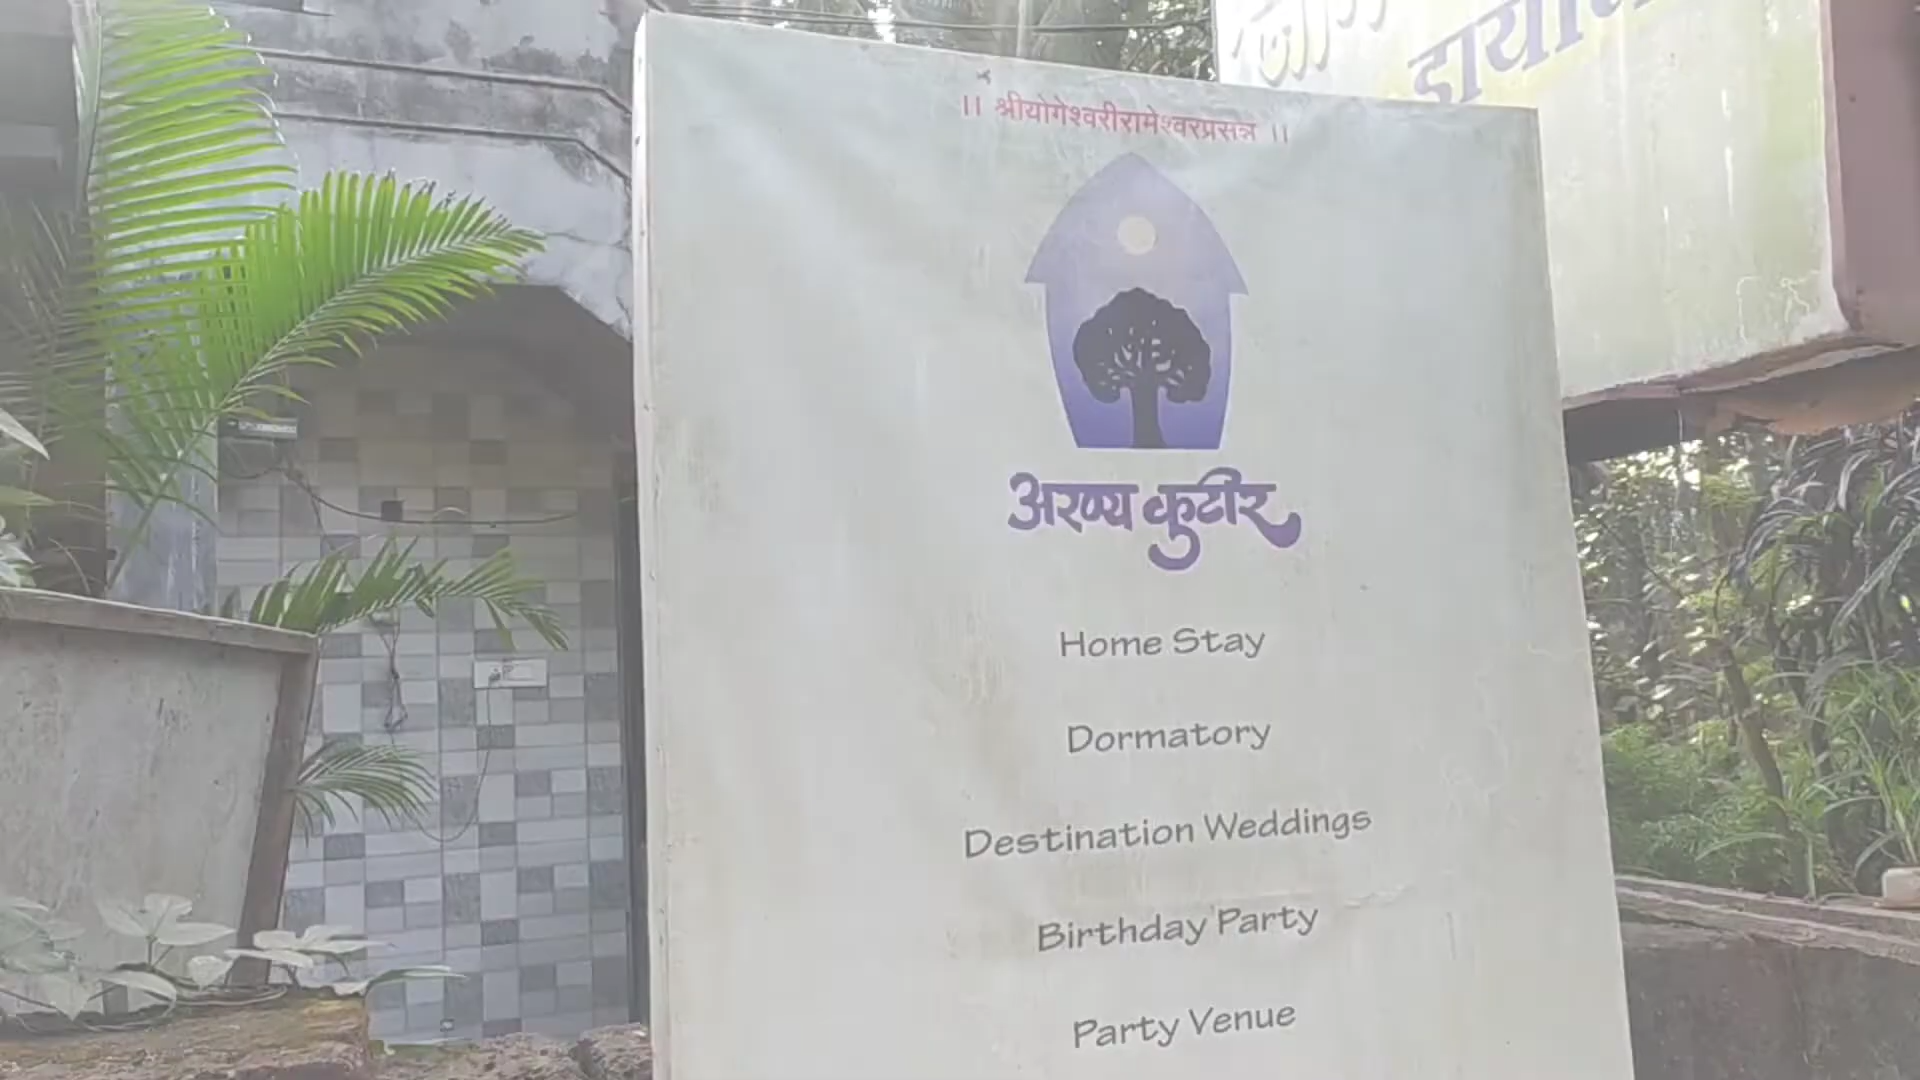 ।। श्रीयोगेश्वरीरामेश्वरप्रसन्न ।।
अरण्य कुटीर
Home Stay
Dormatory
Destination Weddings
Birthday Party
Party Venue